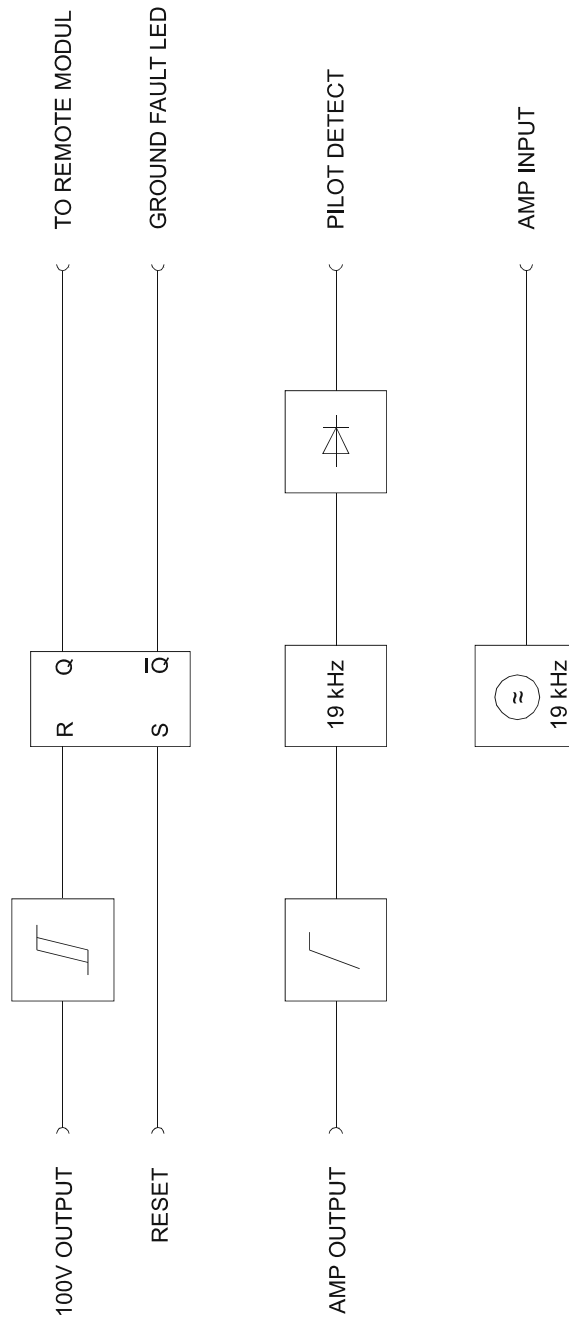 100V OUTPUT
R
Q
TO REMOTE MODUL
RESET
S
Q
GROUND FAULT LED
AMP OUTPUT
19 kHz
PILOT DETECT
≈
19 kHz
AMP INPUT